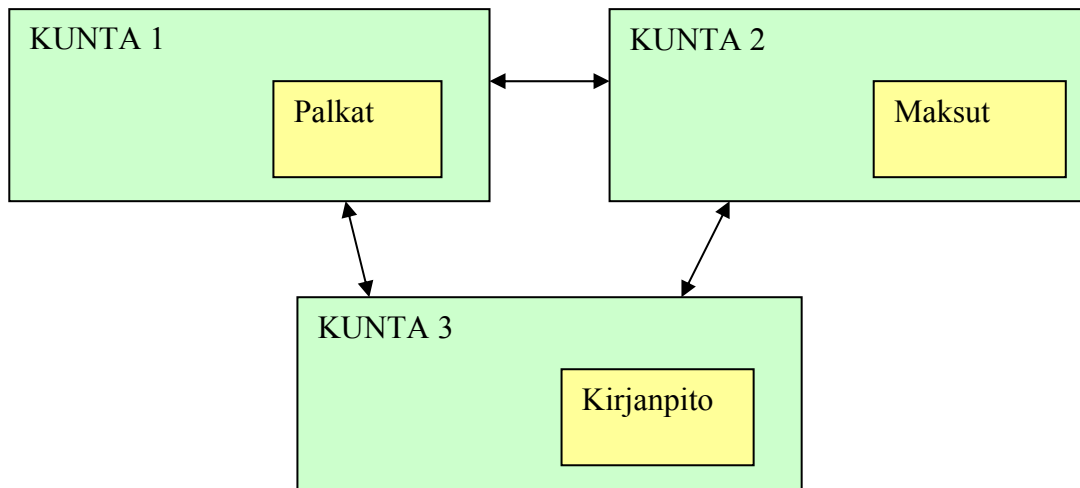 KUNTA 1
Palkat
KUNTA 2
Maksut
KUNTA 3
Kirjanpito